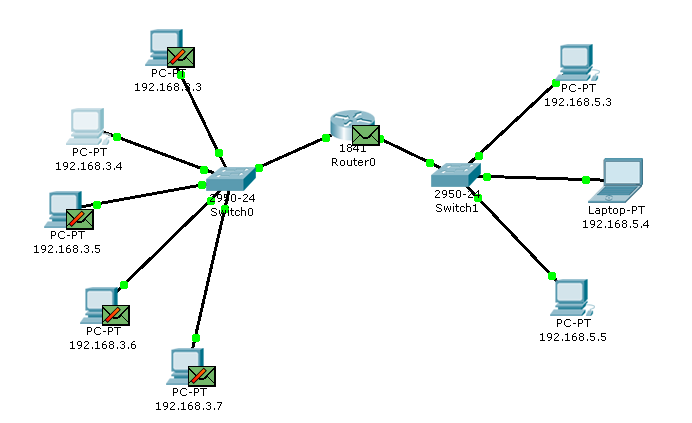 PC-PT
192.168.3.3
PC-PT
192.168.5.3
PC-PT
192.168.3.4
1841
Router0
2950-24
Switch0
2950-24
Switch1
Laptop-PT
192.168.5.4
PC-PT
192.168.3.5
PC-PT
192.168.3.6
PC-PT
192.168.5.5
PC-PT
192.168.3.7